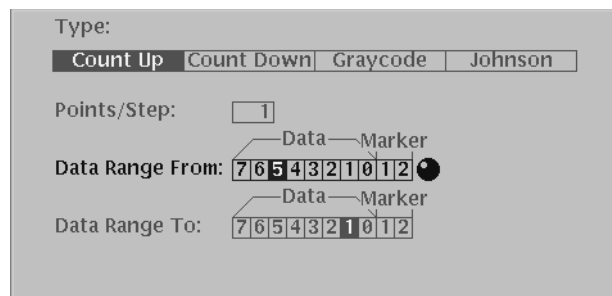 Type:
Count Up Count Down Graycode Johnson
Points/Step: 1
Data Marker
Data Range From: 7 6 5 4 3 2 1 0 1 2
Data Marker
Data Range To: 7 6 5 4 3 2 1 0 1 2